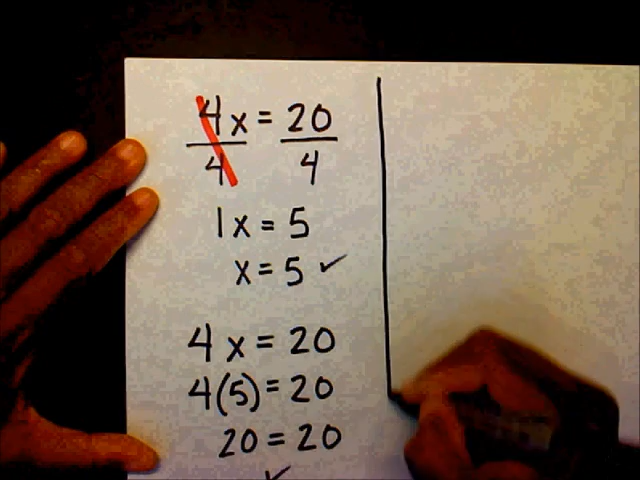 4x = 20
4 4
1x = 5
x = 5 ✓
4x = 20
4(5) = 20
20 = 20
✓